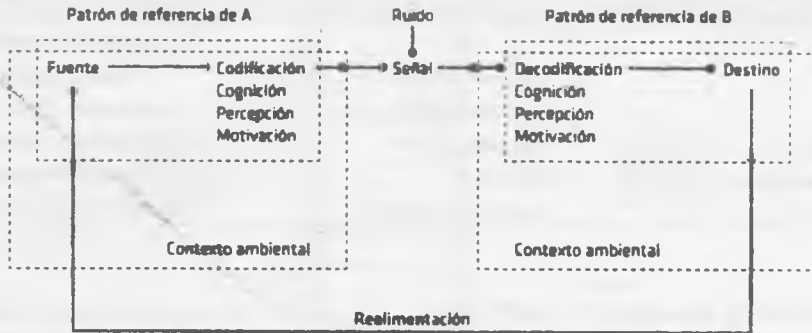 Patrón de referencia de A
Ruido
Patrón de referencia de B
Fuente
Codificación
Señal
Decodificación
Destino
Cognición
Cognición
Percepción
Percepción
Motivación
Motivación
Contexto ambiental
Contexto ambiental
Realimentación